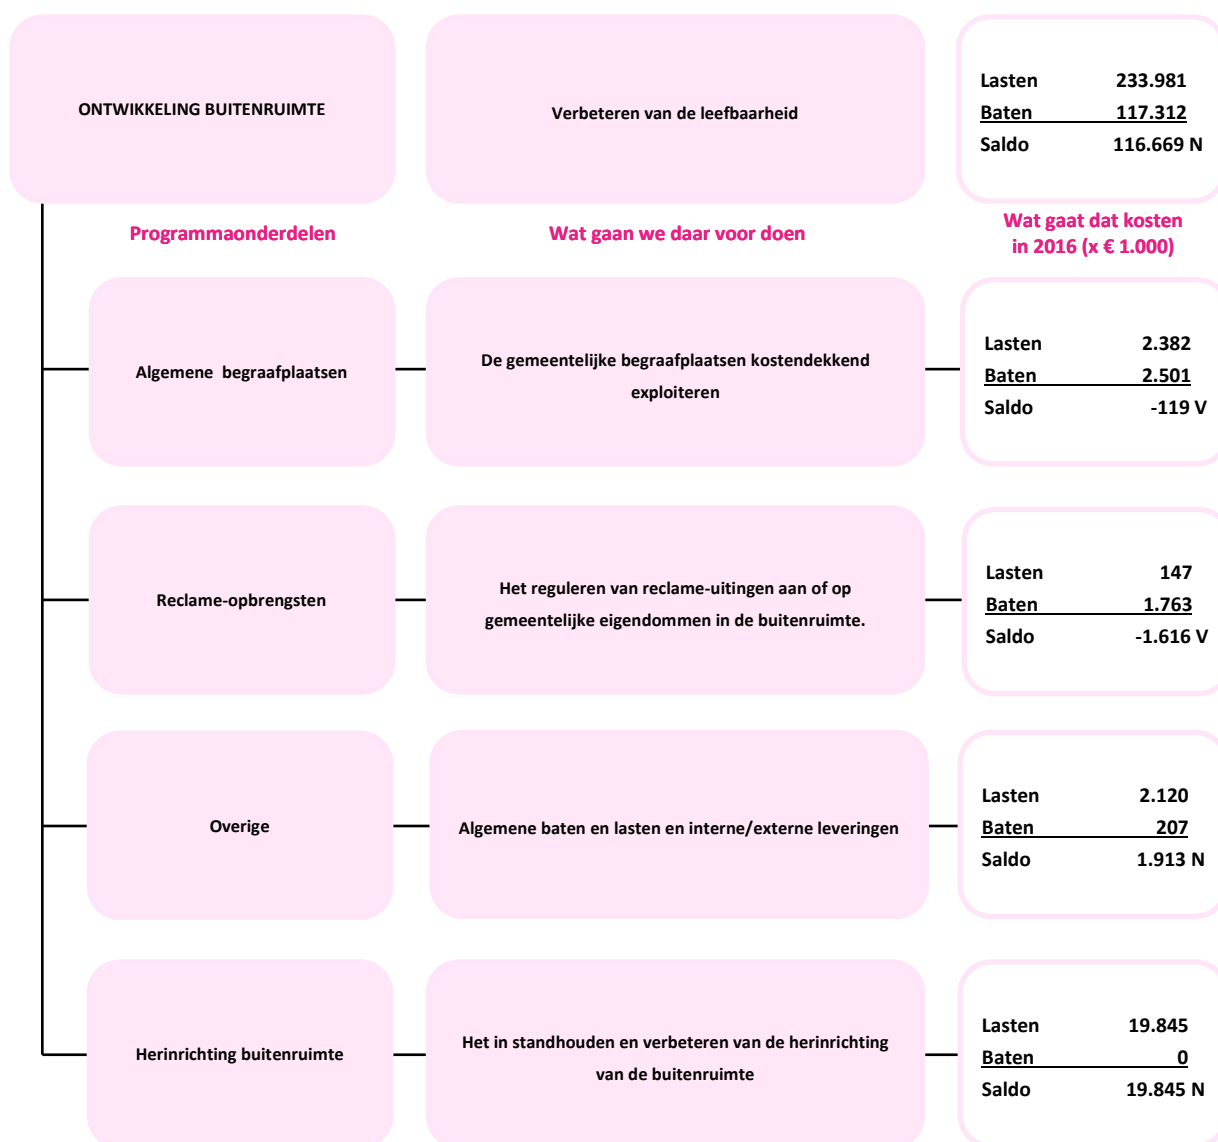 ONTWIKKELING BUITENRUIMTE
Verbeteren van de leefbaarheid
Lasten 233.981
Baten 117.312
Saldo 116.669 N
Programmaonderdelen
Wat gaan we daar voor doen
Wat gaat dat kosten
in 2016 (x € 1.000)
Algemene begraafplaatsen
De gemeentelijke begraafplaatsen kostendekkend
exploiteren
Lasten 2.382
Baten 2.501
Saldo -119 V
Reclame-opbrengsten
Het reguleren van reclame-uitingen aan of op
gemeentelijke eigendommen in de buitenruimte.
Lasten 147
Baten 1.763
Saldo -1.616 V
Overige
Algemene baten en lasten en interne/externe leveringen
Lasten 2.120
Baten 207
Saldo 1.913 N
Herinrichting buitenruimte
Het in standhouden en verbeteren van de herinrichting
van de buitenruimte
Lasten 19.845
Baten 0
Saldo 19.845 N